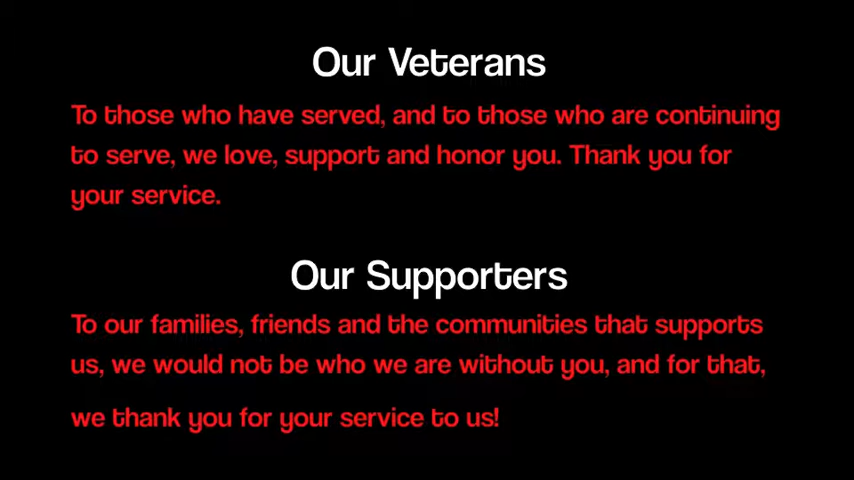 Our Veterans
To those who have served, and to those who are continuing
to serve, we love, support and honor you. Thank you for
your service.
Our Supporters
To our families, friends and the communities that supports
us, we would not be who we are without you, and for that,
we thank you for your service to us!